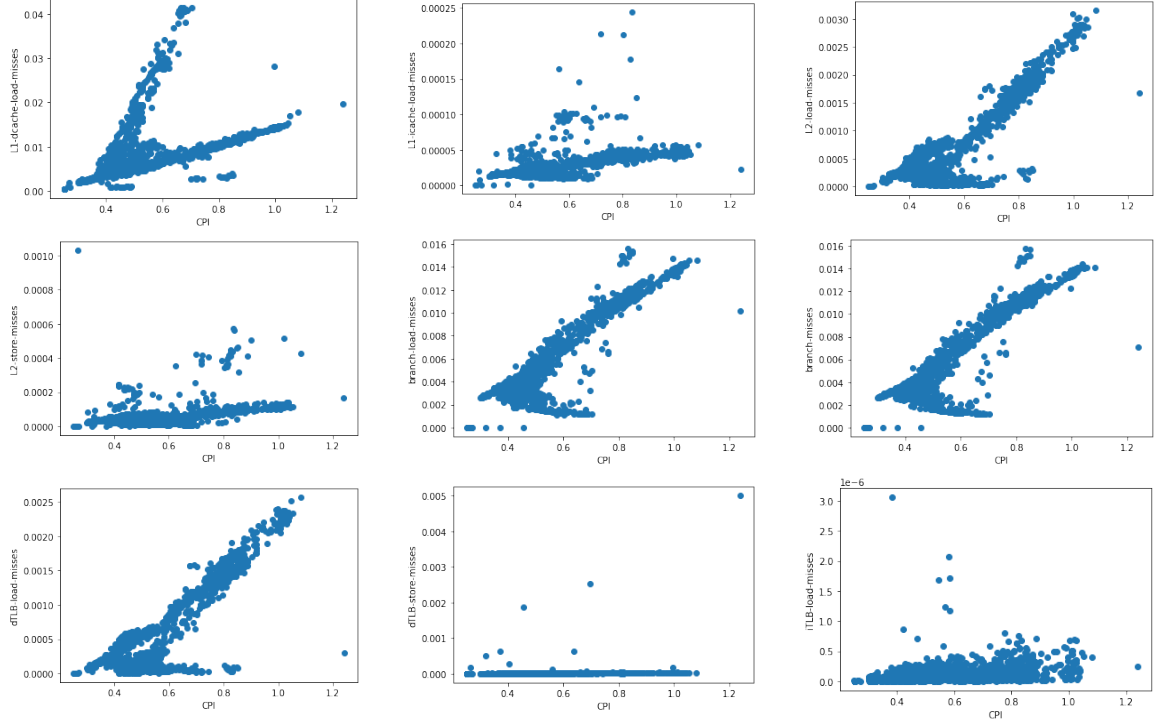 0.04
0.03
0.02
0.01
0.00
L1-dcache-load-misses
0.4 0.6 0.8 1.0 1.2
CPI
0.00025
0.00020
0.00015
0.00010
0.00005
0.00000
L1-icache-load-misses
0.4 0.6 0.8 1.0 1.2
CPI
0.0030
0.0025
0.0020
0.0015
0.0010
0.0005
0.0000
L2-load-misses
0.4 0.6 0.8 1.0 1.2
CPI
0.0010
0.0008
0.0006
0.0004
0.0002
0.0000
L2-store-misses
0.4 0.6 0.8 1.0 1.2
CPI
0.016
0.014
0.012
0.010
0.008
0.006
0.004
0.002
0.000
branch-load-misses
0.4 0.6 0.8 1.0 1.2
CPI
0.016
0.014
0.012
0.010
0.008
0.006
0.004
0.002
0.000
branch-misses
0.4 0.6 0.8 1.0 1.2
CPI
0.0025
0.0020
0.0015
0.0010
0.0005
0.0000
dTLB-load-misses
0.4 0.6 0.8 1.0 1.2
CPI
0.005
0.004
0.003
0.002
0.001
0.000
dTLB-store-misses
0.4 0.6 0.8 1.0 1.2
CPI
1e−6
3.0
2.5
2.0
1.5
1.0
0.5
0.0
iTLB-load-misses
0.4 0.6 0.8 1.0 1.2
CPI